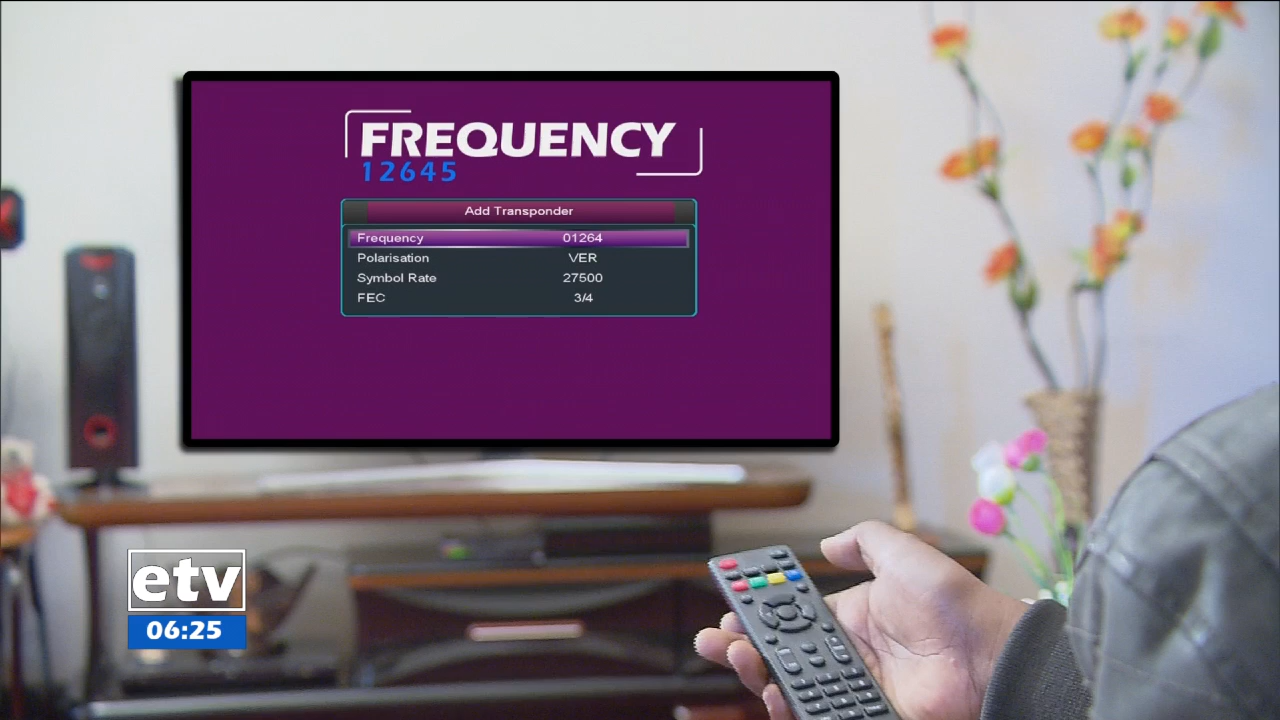 FREQUENCY
12645
Add Transponder
Frequency 01264
Polarisation VER
Symbol Rate 27500
FEC 3/4
etv
06:25